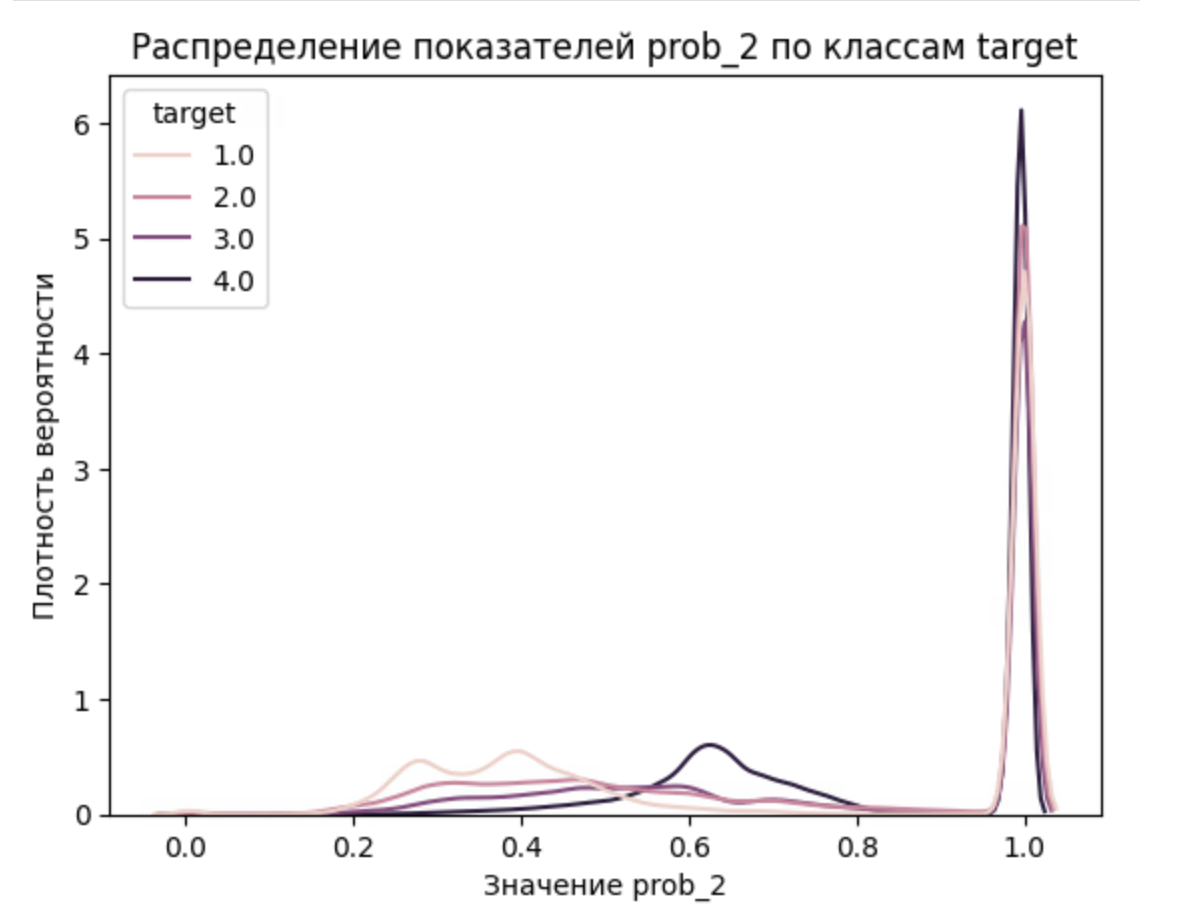 Распределение показателей prob_2 по классам target
target
1.0
2.0
3.0
4.0
Плотность вероятности
6
5
4
3
2
1
0
0.0 0.2 0.4 0.6 0.8 1.0
Значение prob_2